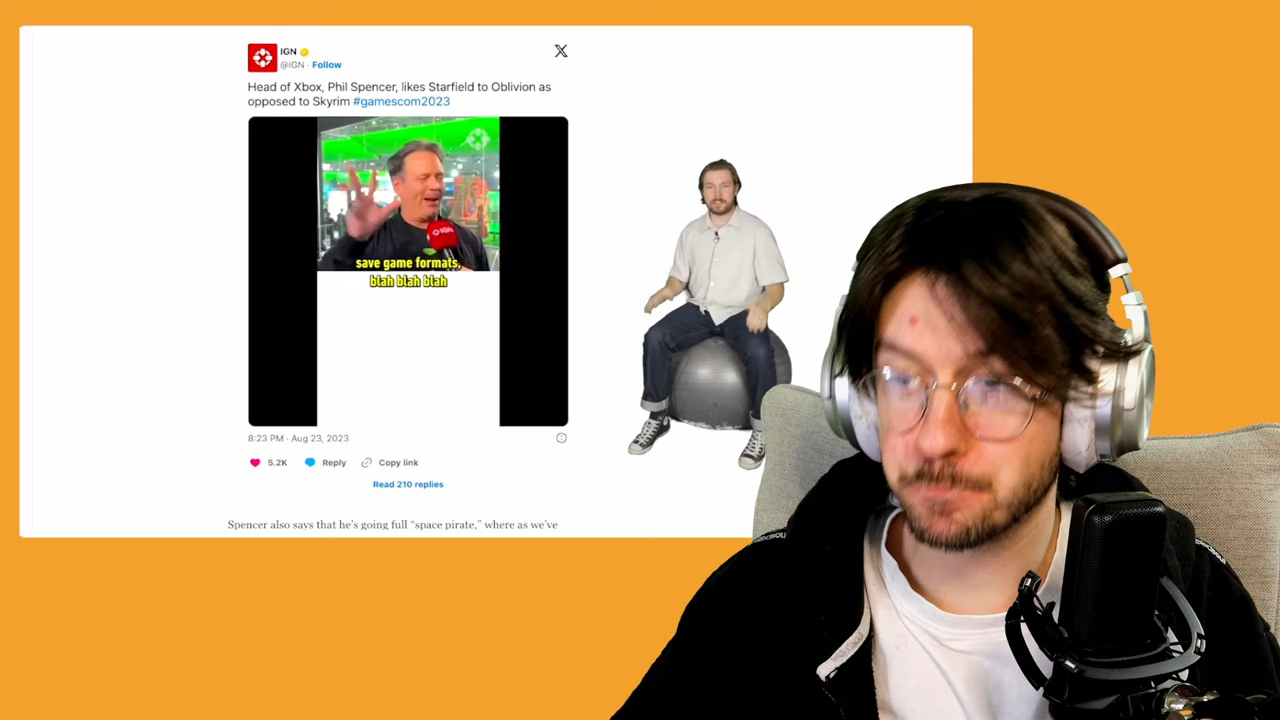 IGN
@IGN · Follow
Head of Xbox, Phil Spencer, likes Starfield to Oblivion as
opposed to Skyrim #gamescom2023
IGN
save game formats,
blah blah blah
8:23 PM · Aug 23, 2023
5.2K Reply Copy link
Read 210 replies
Spencer also says that he's going full “space pirate,” where as we've